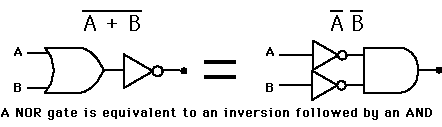 A + B
A B
A
B
=
A
B
A NOR gate is equivalent to an inversion followed by an AND